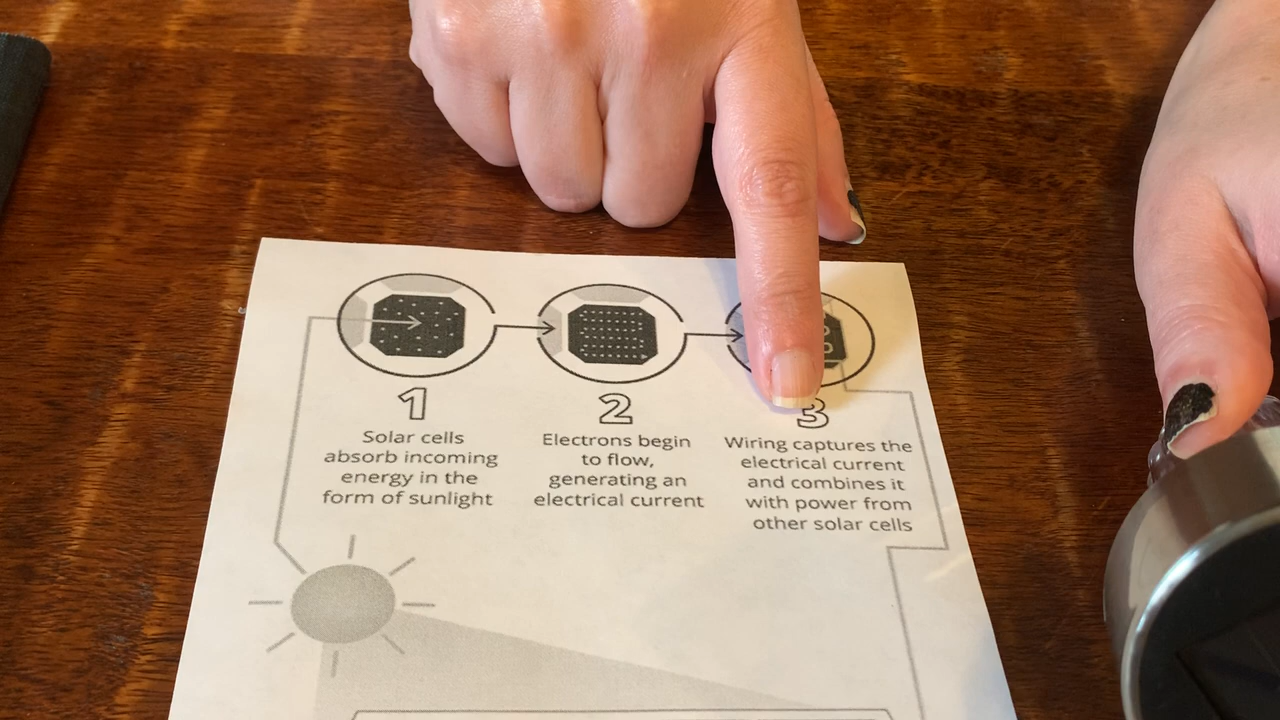 1
Solar cells
absorb incoming
energy in the
form of sunlight
2
Electrons begin
to flow,
generating an
electrical current
3
Wiring captures the
electrical current
and combines it
with power from
other solar cells